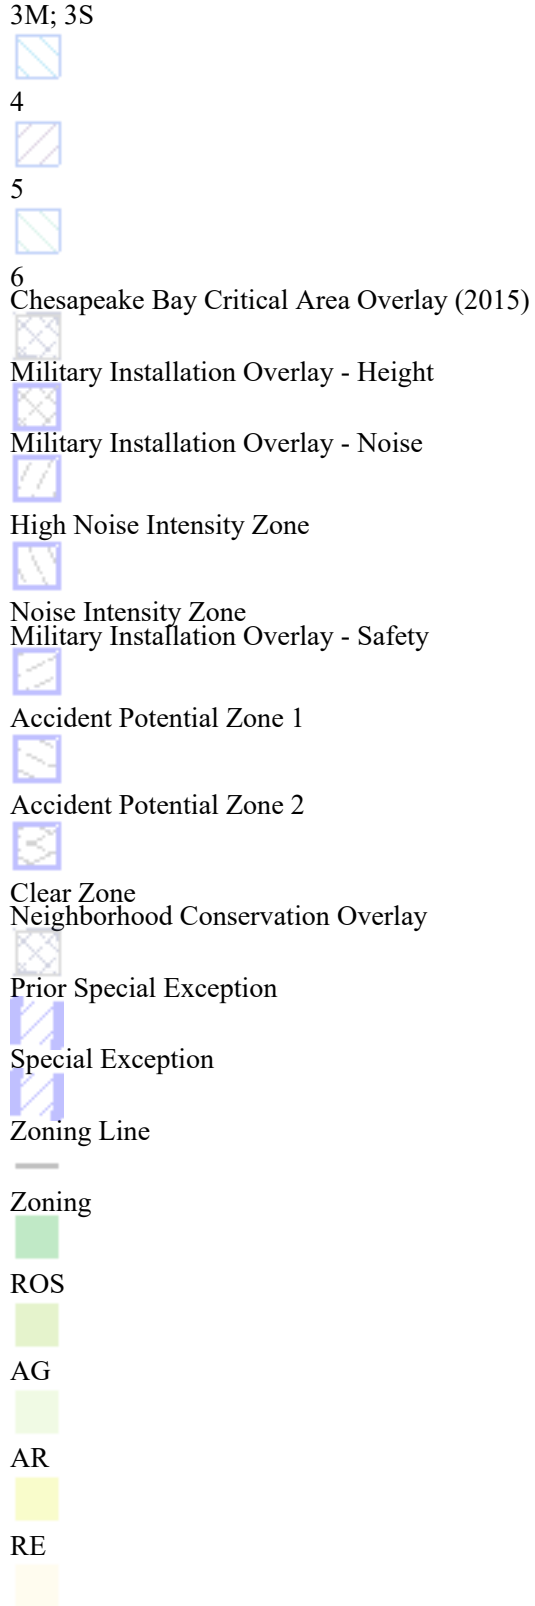 3M; 3S
4
5
6
Chesapeake Bay Critical Area Overlay (2015)
Military Installation Overlay - Height
Military Installation Overlay - Noise
High Noise Intensity Zone
Noise Intensity Zone
Military Installation Overlay - Safety
Accident Potential Zone 1
Accident Potential Zone 2
Clear Zone
Neighborhood Conservation Overlay
Prior Special Exception
Special Exception
Zoning Line
Zoning
ROS
AG
AR
RE